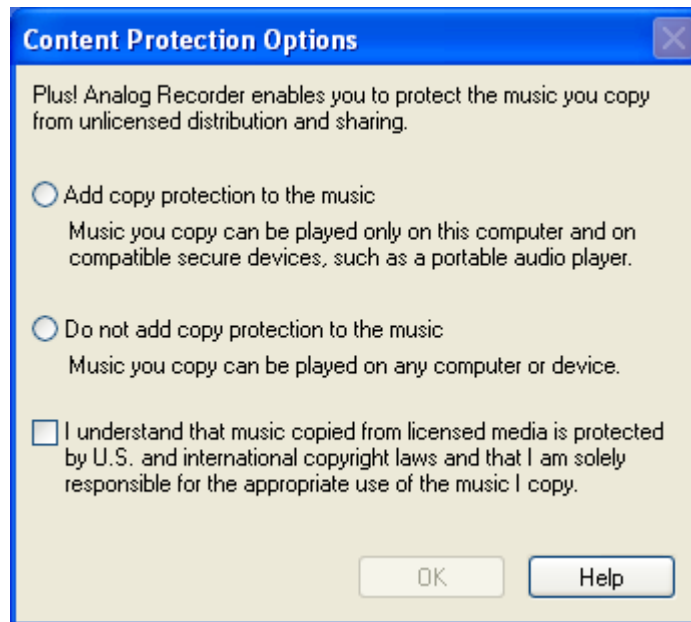 Content Protection Options
Plus! Analog Recorder enables you to protect the music you copy
from unlicensed distribution and sharing.
Add copy protection to the music
Music you copy can be played only on this computer and on
compatible secure devices, such as a portable audio player.
Do not add copy protection to the music
Music you copy can be played on any computer or device.
I understand that music copied from licensed media is protected
by U.S. and international copyright laws and that I am solely
responsible for the appropriate use of the music I copy.
OK Help